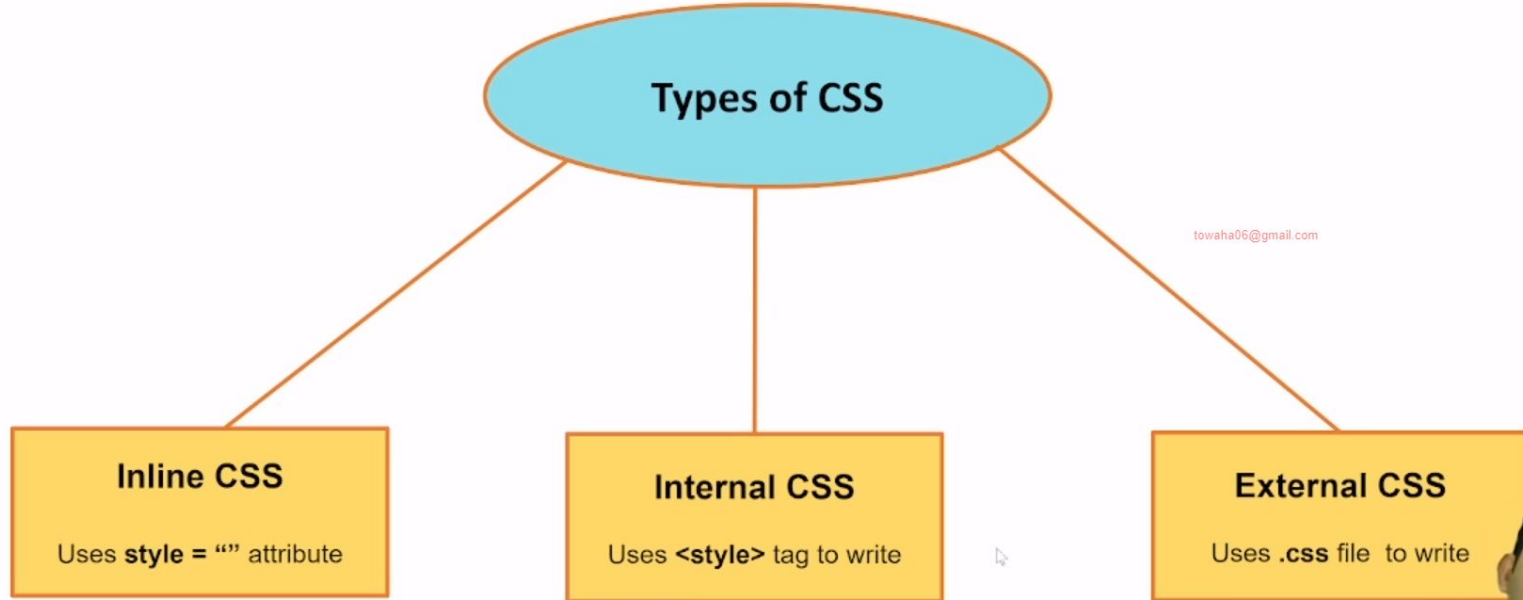 Types of CSS
towaha06@gmail.com
Inline CSS
Uses style = “” attribute
Internal CSS
Uses <style> tag to write
External CSS
Uses .css file to write